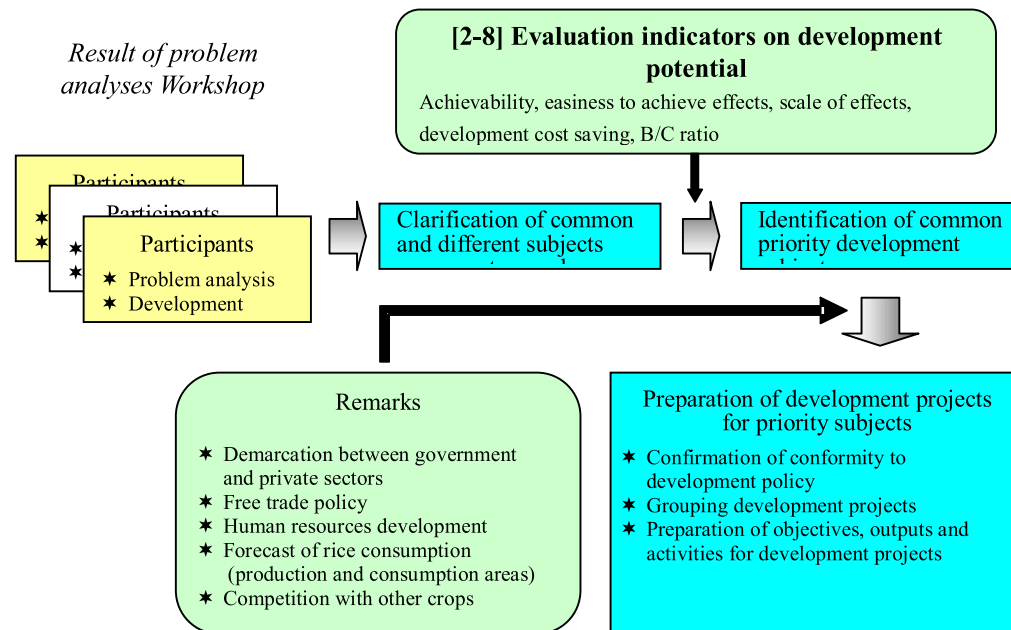 Result of problem
analyses Workshop
[2-8] Evaluation indicators on development
potential
Achievability, easiness to achieve effects, scale of effects,
development cost saving, B/C ratio
Participants
Participants
Participants
✶ Problem analysis
✶ Development
Clarification of common
and different subjects
Identification of common
priority development
Remarks
✶ Demarcation between government
and private sectors
✶ Free trade policy
✶ Human resources development
✶ Forecast of rice consumption
(production and consumption areas)
✶ Competition with other crops
Preparation of development projects
for priority subjects
✶ Confirmation of conformity to
development policy
✶ Grouping development projects
✶ Preparation of objectives, outputs and
activities for development projects